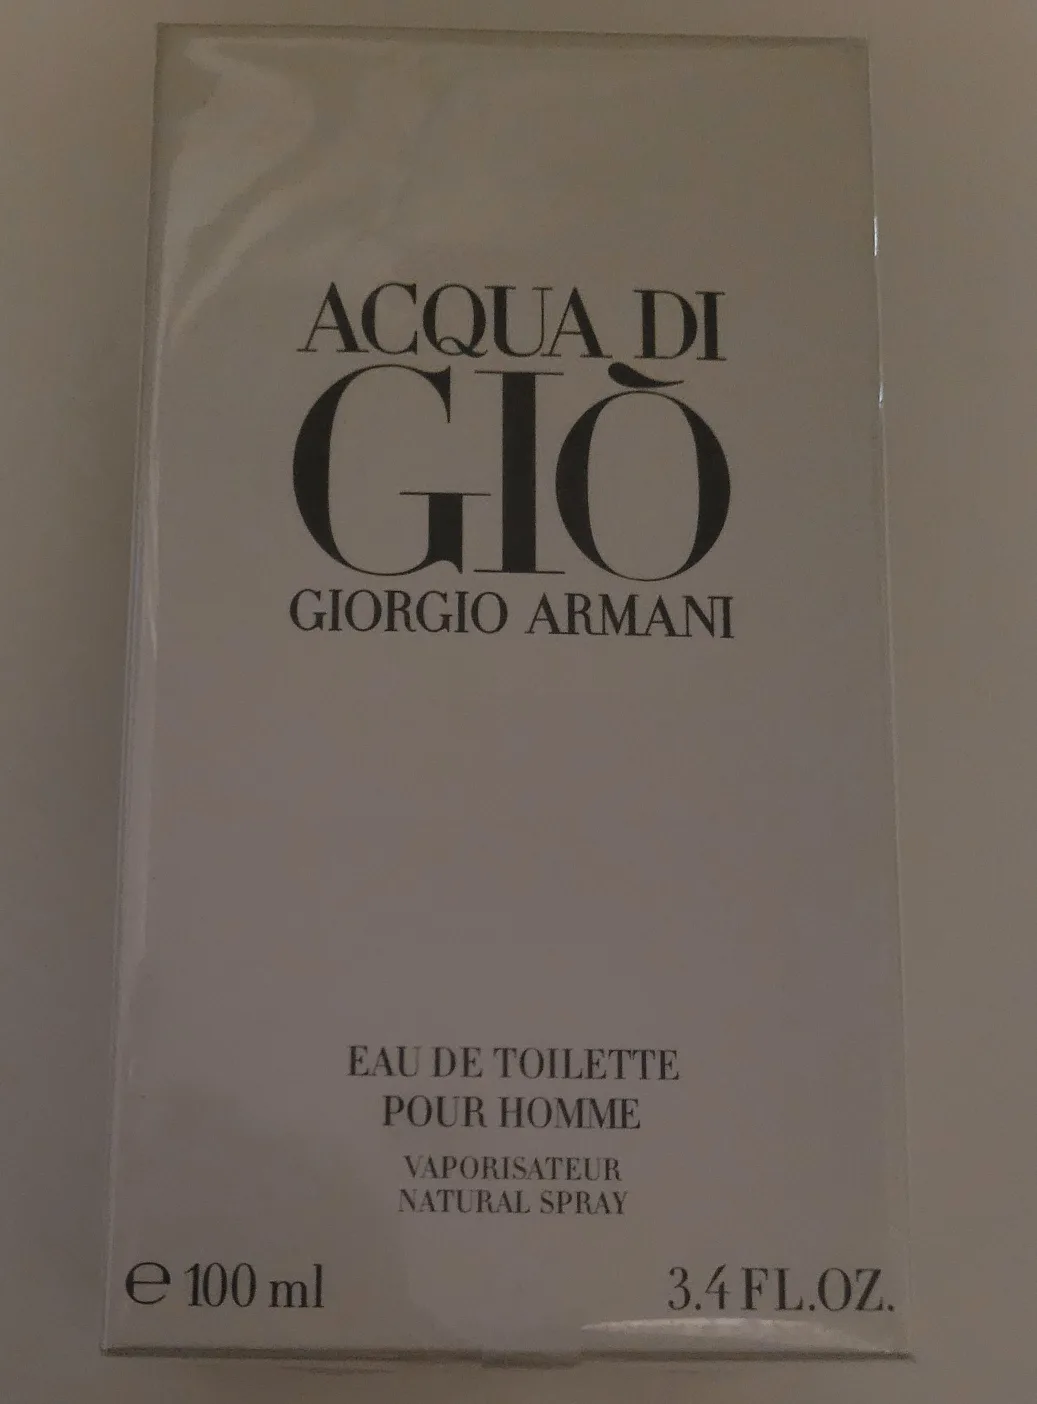 ACQUA DI
GIÒ
GIORGIO ARMANI
EAU DE TOILETTE
POUR HOMME
VAPORISATEUR
NATURAL SPRAY
℮ 100 ml
3.4 FL.OZ.